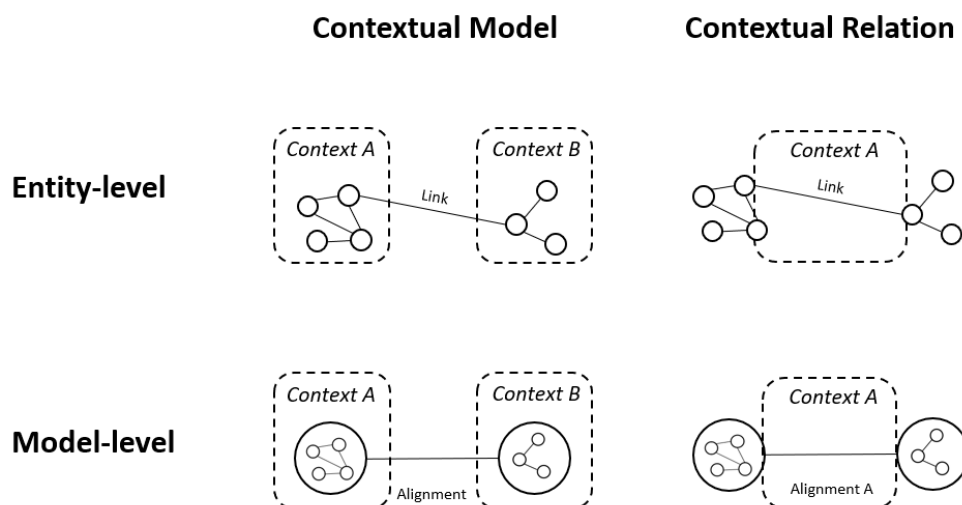 Contextual Model
Contextual Relation
Entity-level
Context A
Context B
Link
Context A
Link
Model-level
Context A
Context B
Alignment
Context A
Alignment A